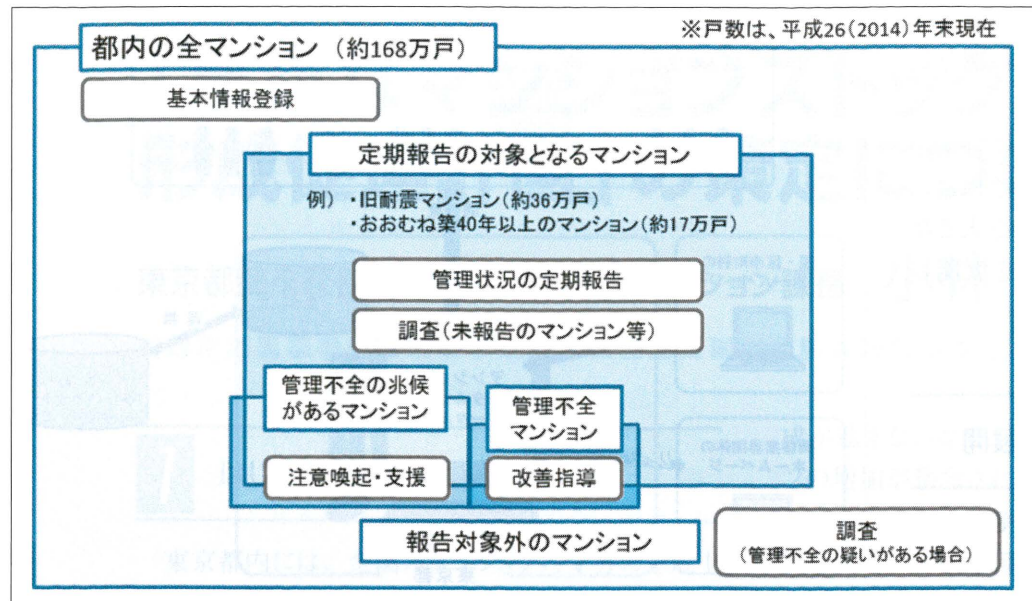 ※戸数は、平成26(2014)年末現在
都内の全マンション(約168万戸)
基本情報登録
定期報告の対象となるマンション
例) ・旧耐震マンション(約36万戸)
・おおむね築40年以上のマンション(約17万戸)
管理状況の定期報告
調査(未報告のマンション等)
管理不全の兆候
があるマンション
管理不全
マンション
注意喚起・支援
改善指導
報告対象外のマンション
調査
(管理不全の疑いがある場合)